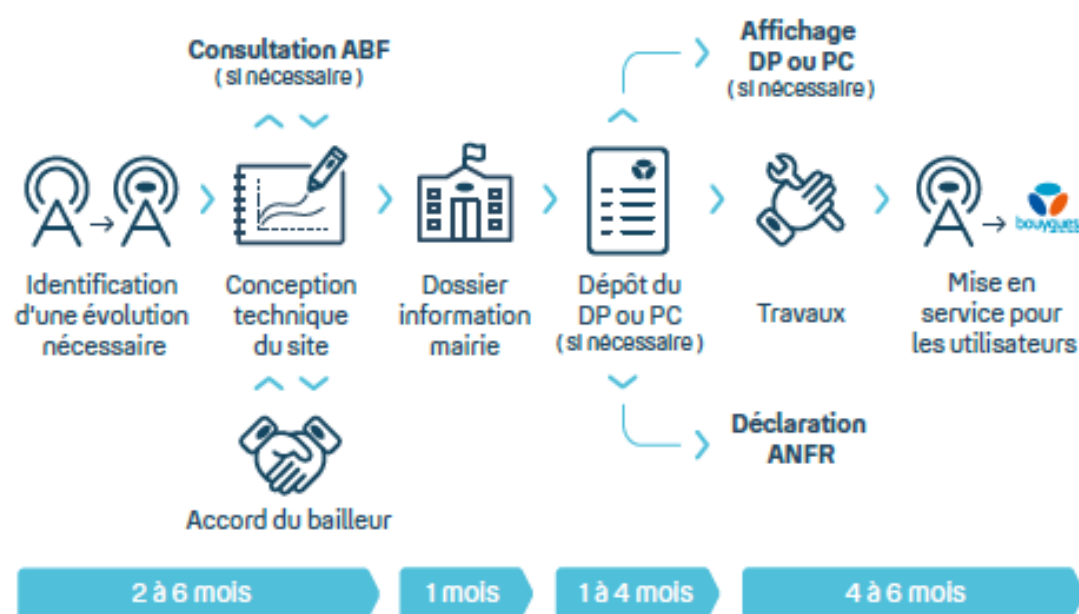 Consultation ABF
( si nécessaire )
Affichage
DP ou PC
( si nécessaire )
Identification
d'une évolution
nécessaire
Conception
technique
du site
Dossier
information
mairie
Dépôt du
DP ou PC
( si nécessaire )
Travaux
bouygues
Mise en
service pour
les utilisateurs
Accord du bailleur
Déclaration
ANFR
2 à 6 mois
1 mois
1 à 4 mois
4 à 6 mois